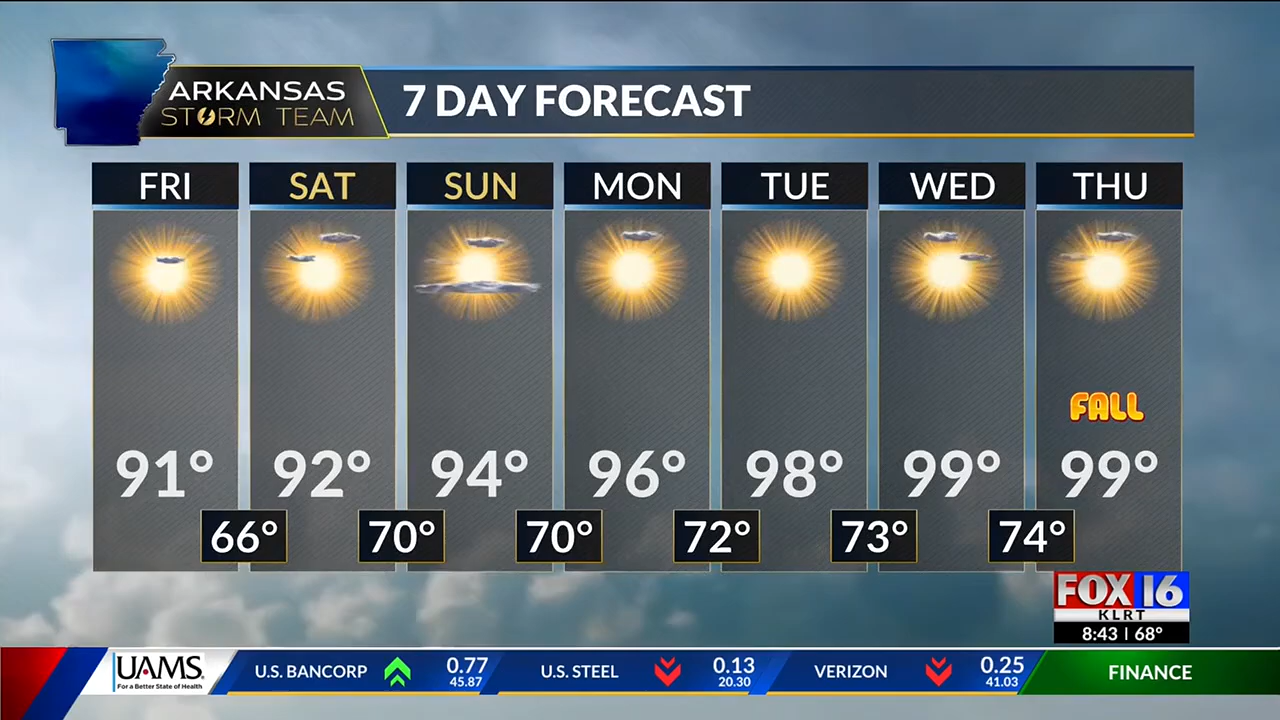 ARKANSAS
STORM TEAM
7 DAY FORECAST
FRI SAT SUN MON TUE WED THU
FALL
91° 92° 94° 96° 98° 99° 99°
66° 70° 70° 72° 73° 74°
FOX 16
KLRT
8:43 | 68°
UAMS
For a Better State of Health
U.S. BANCORP 0.77
45.87
U.S. STEEL 0.13
20.30
VERIZON 0.25
41.03
FINANCE